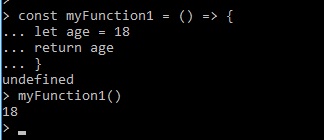 > const myFunction1 = () => {
... let age = 18
... return age
... }
undefined
> myFunction1()
18
>